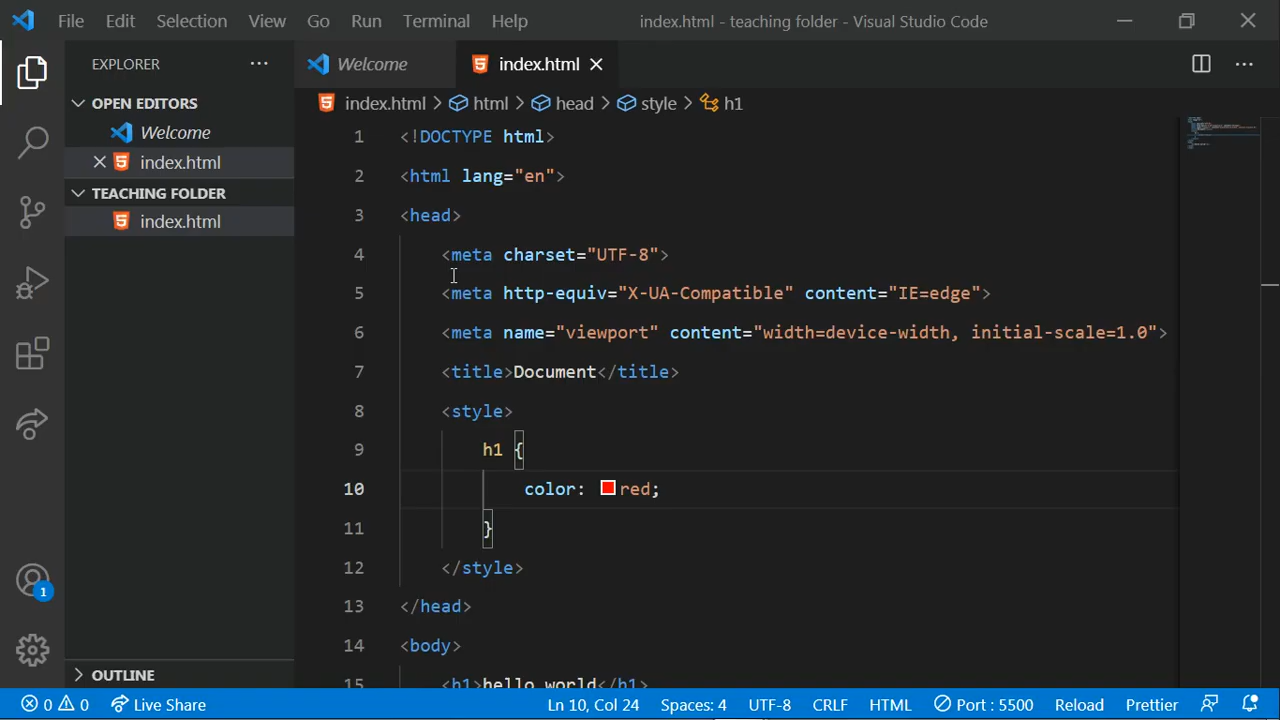 File Edit Selection View Go Run Terminal Help index.html - teaching folder - Visual Studio Code
EXPLORER
OPEN EDITORS
Welcome
index.html
TEACHING FOLDER
index.html
OUTLINE
Welcome index.html
index.html > html > head > style > h1
1 <!DOCTYPE html>
2 <html lang="en">
3 <head>
4 <meta charset="UTF-8">
5 <meta http-equiv="X-UA-Compatible" content="IE=edge">
6 <meta name="viewport" content="width=device-width, initial-scale=1.0">
7 <title>Document</title>
8 <style>
9 h1 {
10 color: red;
11 }
12 </style>
13 </head>
14 <body>
15 <h1>hello world</h1>
1
0 0 Live Share Ln 10, Col 24 Spaces: 4 UTF-8 CRLF HTML Port : 5500 Reload Prettier